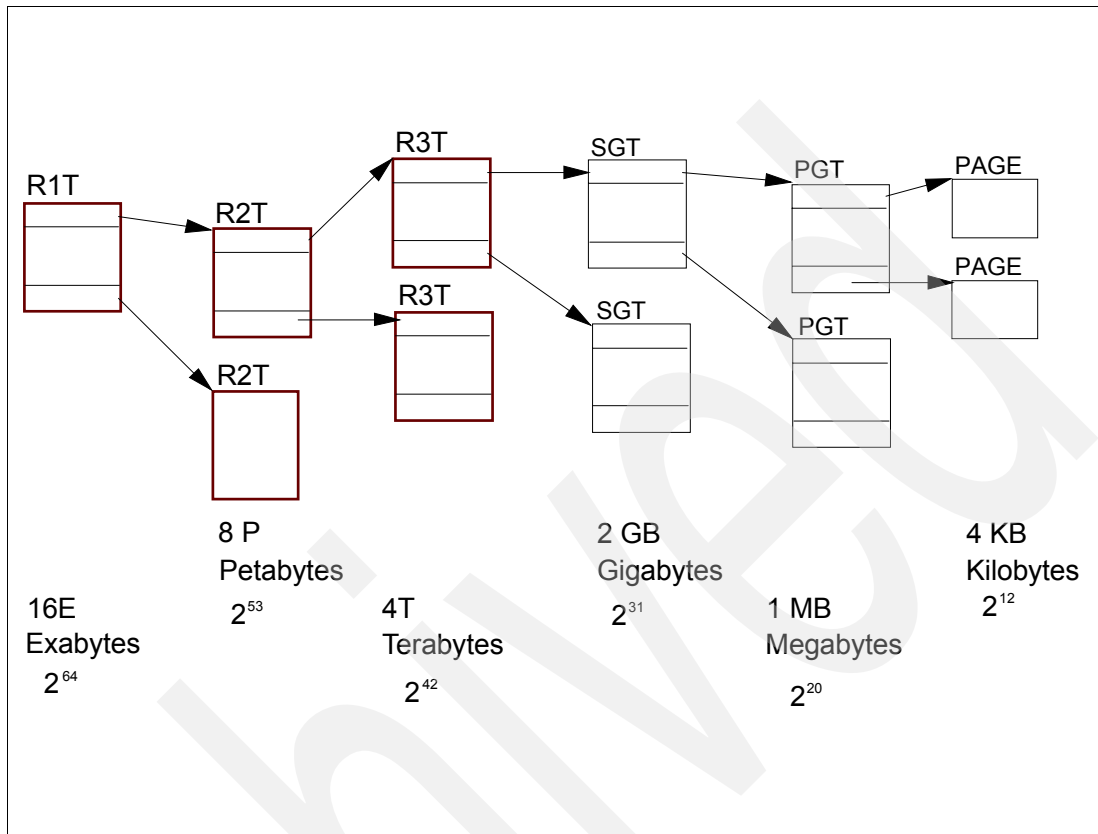 R1T
R2T
R3T
SGT
PGT
PAGE
PAGE
R3T
SGT
PGT
R2T
8 P
Petabytes
2^53
2 GB
Gigabytes
2^31
4 KB
Kilobytes
2^12
16E
Exabytes
2^64
4T
Terabytes
2^42
1 MB
Megabytes
2^20
hived